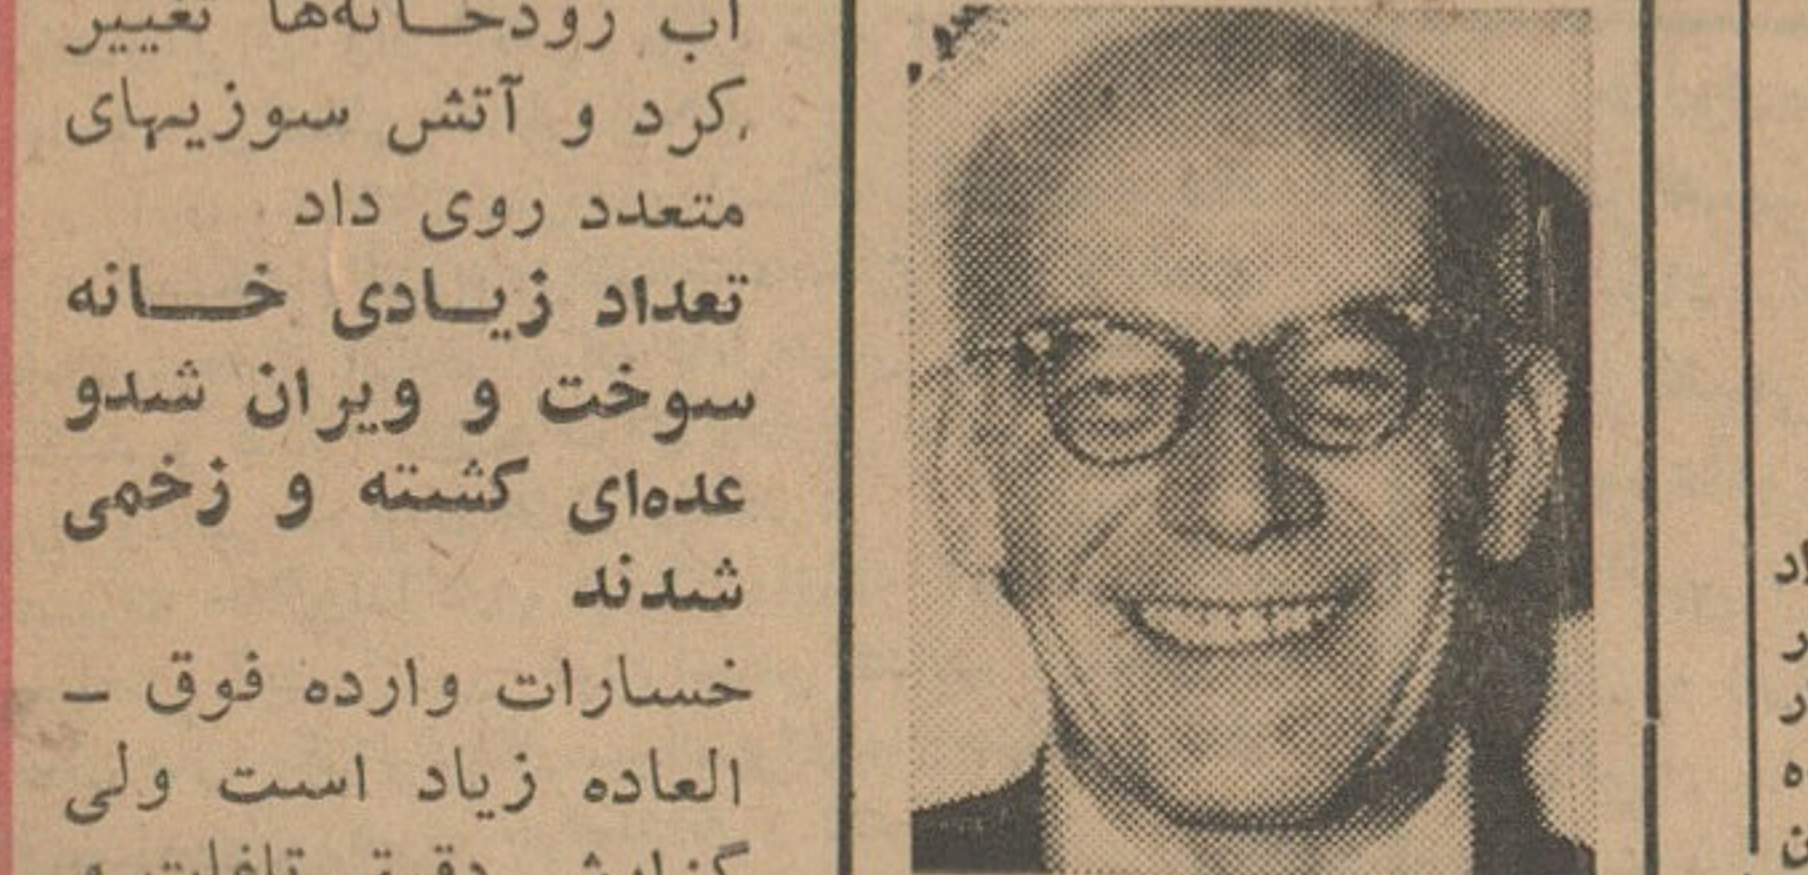 آب رودخانه‌ها تغییر
کرد و آتش سوزیهای
متعدد روی داد
تعداد زیادی خانه
سوخت و ویران شدو
عده‌ای کشته و زخمی
شدند
خسارات وارده فوق –
العاده زیاد است ولی